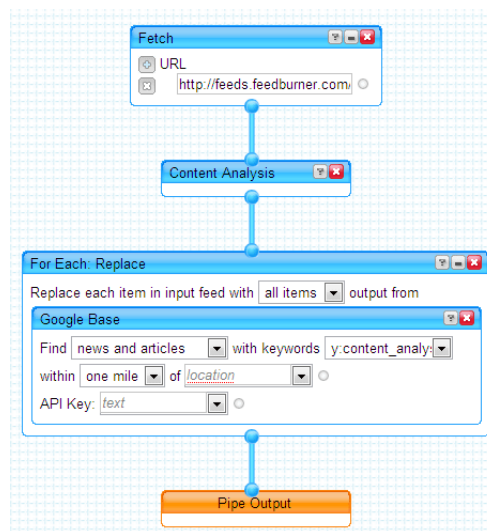 Fetch
URL
http://feeds.feedburner.com/
Content Analysis
For Each: Replace
Replace each item in input feed with all items output from
Google Base
Find news and articles with keywords y:content_analy
within one mile of location
API Key: text
Pipe Output